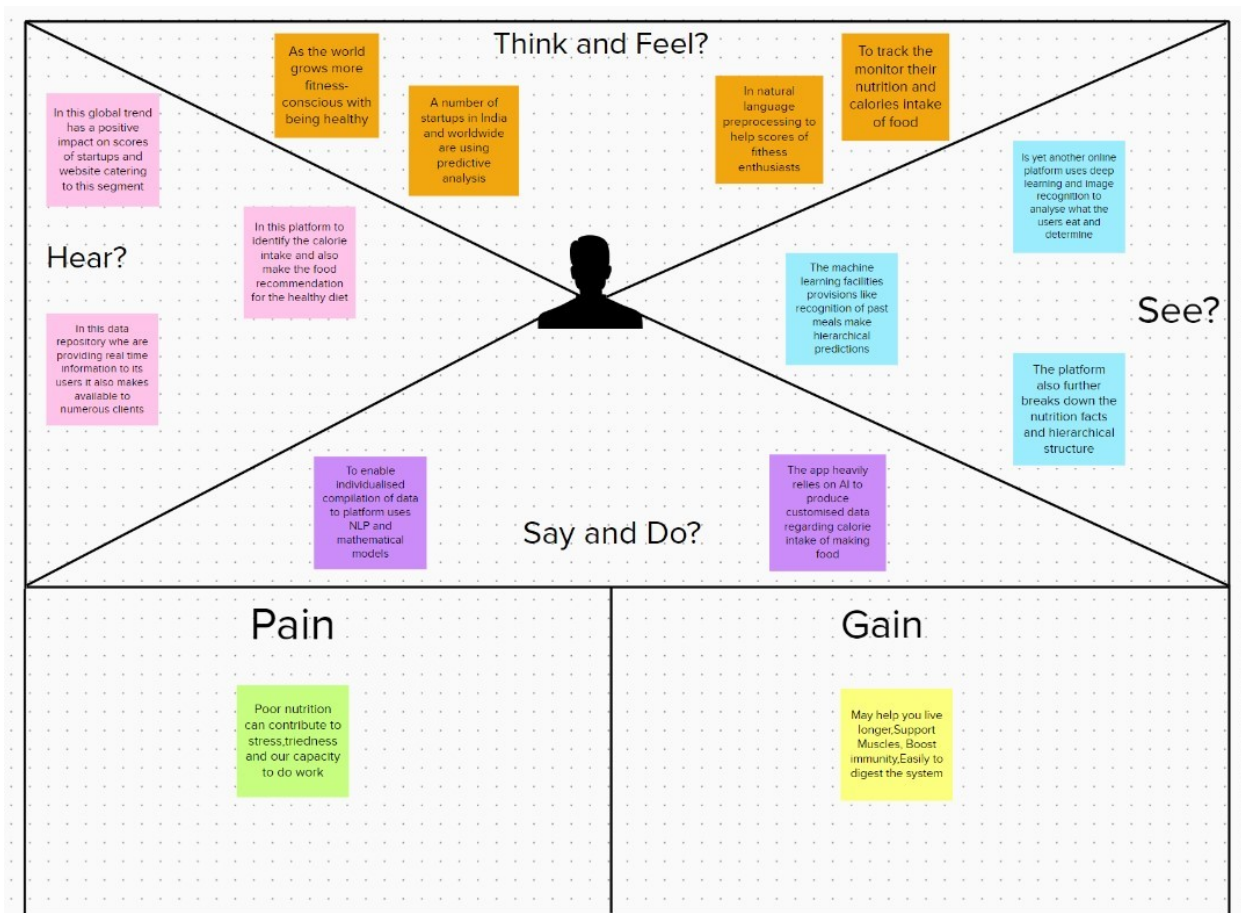 Think and Feel?
As the world
grows more
fitness-
conscious with
being healthy
A number of
startups in India
and worldwide
are using
predictive
analysis
In natural
language
preprocessing to
help scores of
fithess
enthusiasts
To track the
monitor their
nutrition and
calories intake
of food
Hear?
In this global trend
has a positive
impact on scores
of startups and
website catering
to this segment
In this platform to
identify the calorie
intake and also
make the food
recommendation
for the healthy diet
In this data
repository whe are
providing real time
information to its
users it also makes
available to
numerous clients
See?
Is yet another online
platform uses deep
learning and image
recognition to
analyse what the
users eat and
determine
The machine
learning facilities
provisions like
recognition of past
meals make
hierarchical
predictions
The platform
also further
breaks down the
nutrition facts
and hierarchical
structure
Say and Do?
To enable
individualised
compilation of data
to platform uses
NLP and
mathematical
models
The app heavily
relies on AI to
produce
customised data
regarding calorie
intake of making
food
Pain
Poor nutrition
can contribute to
stress,triedness
and our capacity
to do work
Gain
May help you live
longer,Support
Muscles, Boost
immunity,Easily to
digest the system